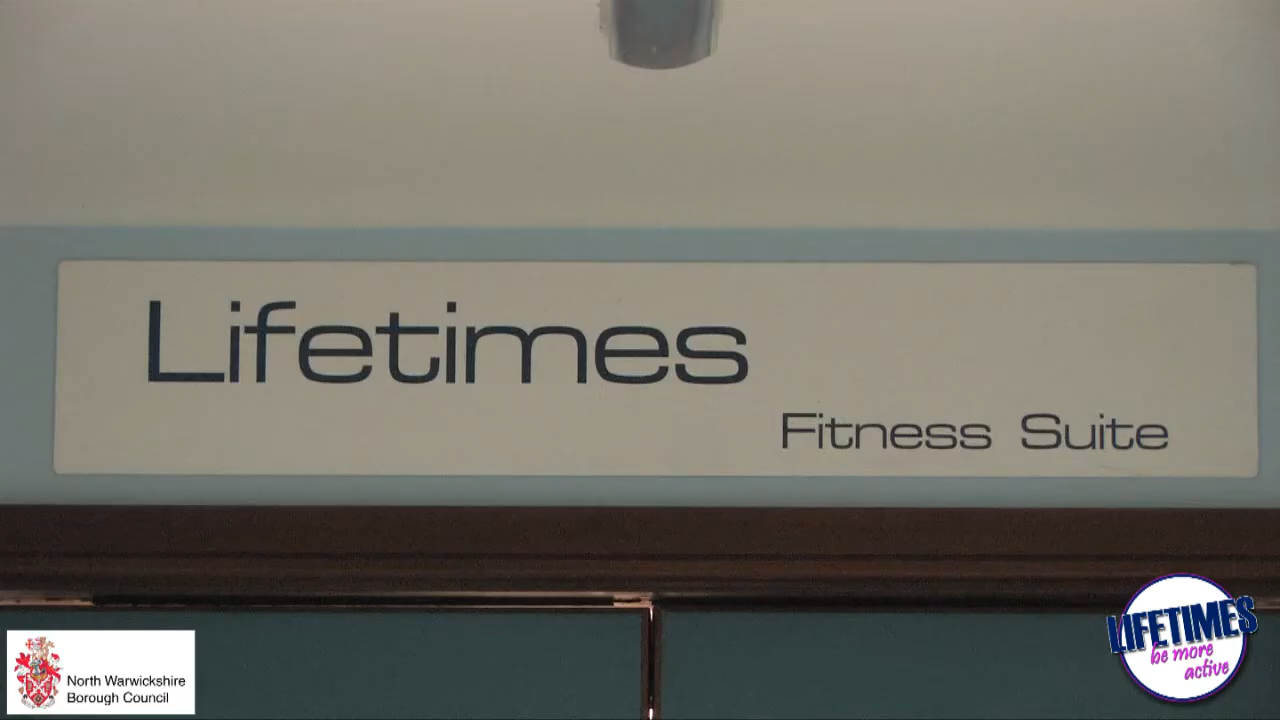 Lifetimes
Fitness Suite
North Warwickshire
Borough Council
LIFETIMES
be more
active